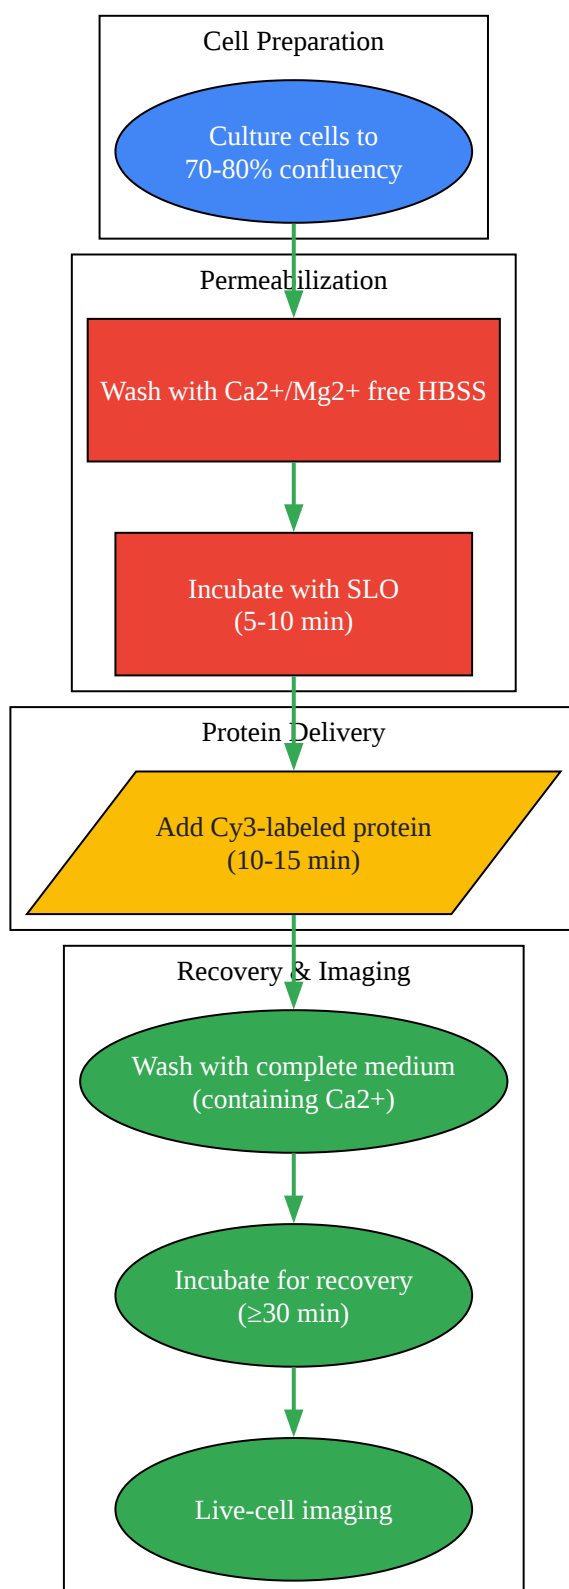 Cell Preparation
Culture cells to
70-80% confluency
Permeabilization
Wash with Ca2+/Mg2+ free HBSS
Incubate with SLO
(5-10 min)
Protein Delivery
Add Cy3-labeled protein
(10-15 min)
Recovery & Imaging
Wash with complete medium
(containing Ca2+)
Incubate for recovery
(≥30 min)
Live-cell imaging